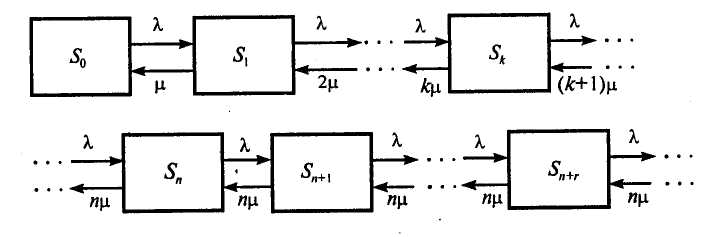 λ λ λ λ
S₀ S₁ · · · · · · Sₖ · · ·
μ 2μ kμ (k+1)μ
λ λ λ λ λ
· · · Sₙ Sₙ₊₁ · · · Sₙ₊ᵣ · · ·
nμ nμ nμ nμ nμ